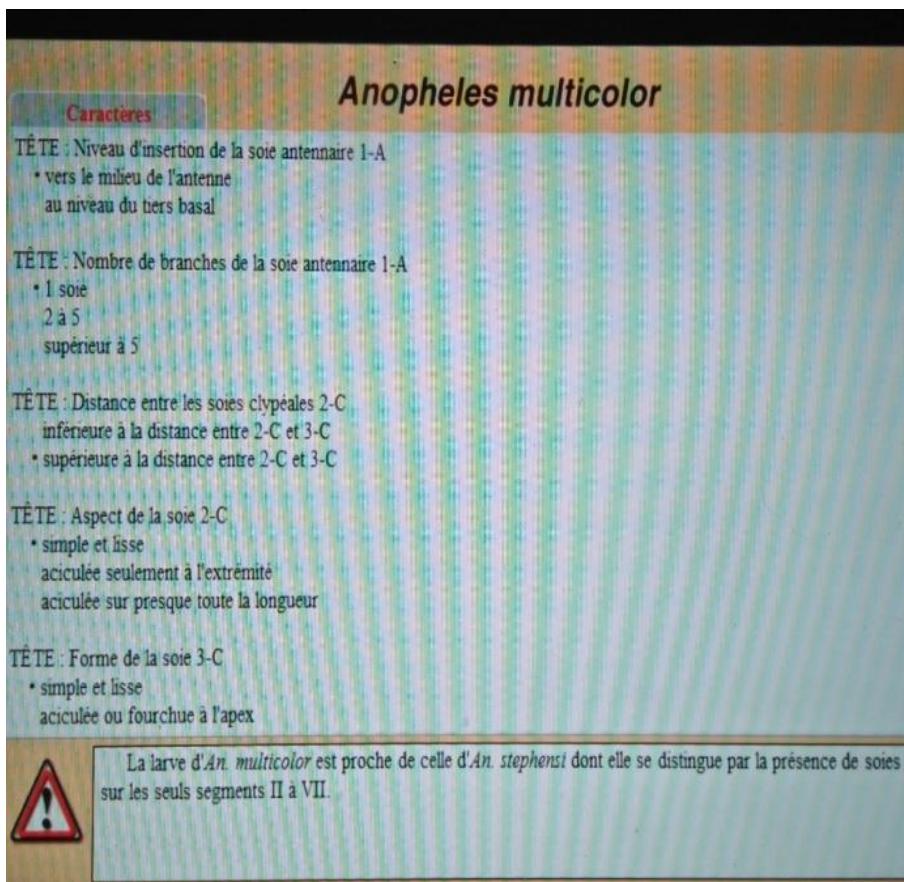 Anopheles multicolor
Caractères
TÊTE : Niveau d'insertion de la soie antennaire 1-A
• vers le milieu de l'antenne
au niveau du tiers basal
TÊTE : Nombre de branches de la soie antennaire 1-A
• 1 soie
2 à 5
supérieur à 5
TÊTE : Distance entre les soies clypéales 2-C
inférieure à la distance entre 2-C et 3-C
• supérieure à la distance entre 2-C et 3-C
TÊTE : Aspect de la soie 2-C
• simple et lisse
aciculée seulement à l'extrémité
aciculée sur presque toute la longueur
TÊTE : Forme de la soie 3-C
• simple et lisse
aciculée ou fourchue à l'apex
La larve d'An. multicolor est proche de celle d'An. stephensi dont elle se distingue par la présence de soies
sur les seuls segments II à VII.